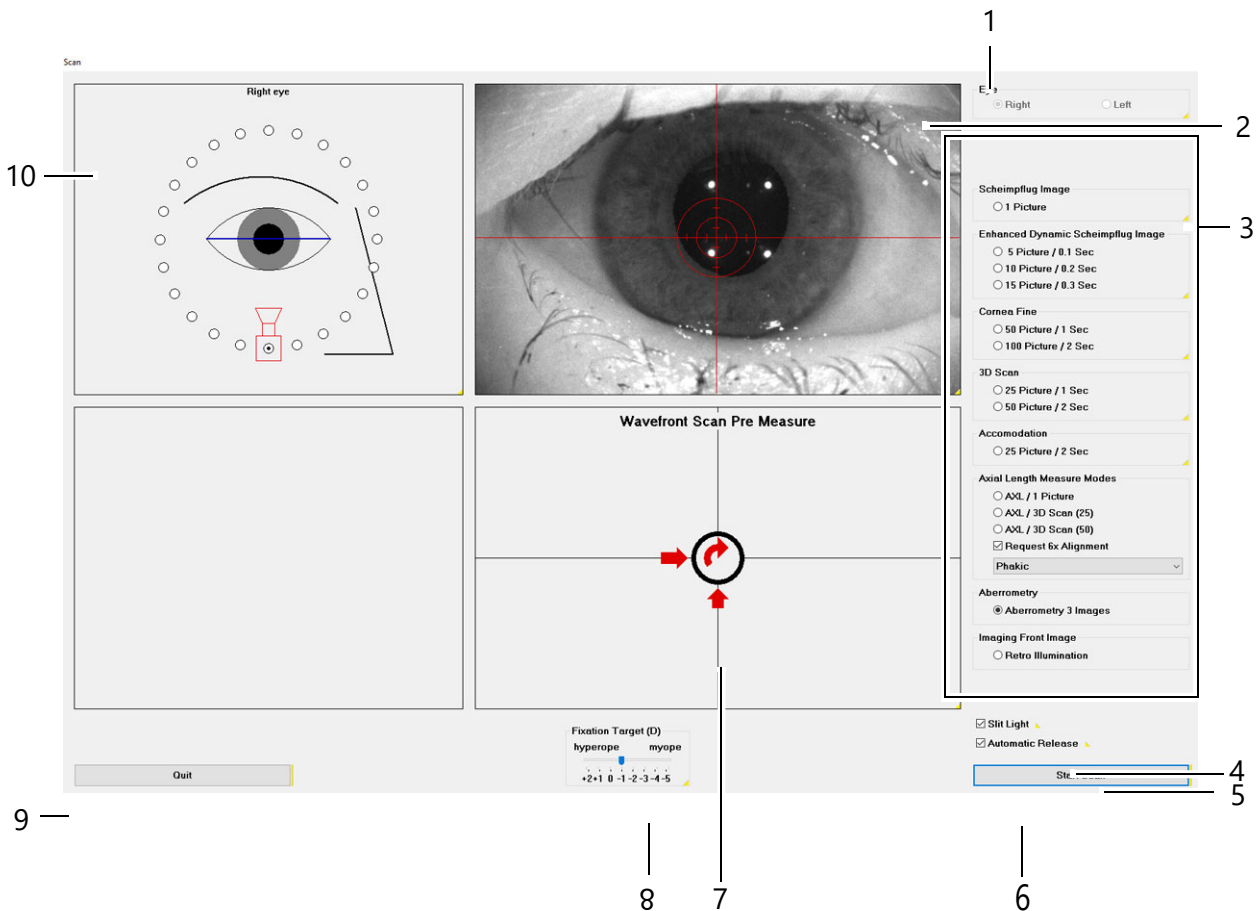 1
Scan
Right eye
Right
Left
2
10
Scheimpflug Image
1 Picture
3
Enhanced Dynamic Scheimpflug Image
5 Picture / 0.1 Sec
10 Picture / 0.2 Sec
15 Picture / 0.3 Sec
Cornea Fine
50 Picture / 1 Sec
100 Picture / 2 Sec
3D Scan
25 Picture / 1 Sec
50 Picture / 2 Sec
Wavefront Scan Pre Measure
Accomodation
25 Picture / 2 Sec
Axial Length Measure Modes
AXL / 1 Picture
AXL / 3D Scan (25)
AXL / 3D Scan (50)
Request 6x Alignment
Phakic
Aberrometry
Aberrometry 3 Images
Imaging Front Image
Retro Illumination
Slit Light
Automatic Release
Fixation Target (D)
hyperope myope
+2+1 0 -1 -2 -3 -4 -5
Quit
4
5
9
8
7
6